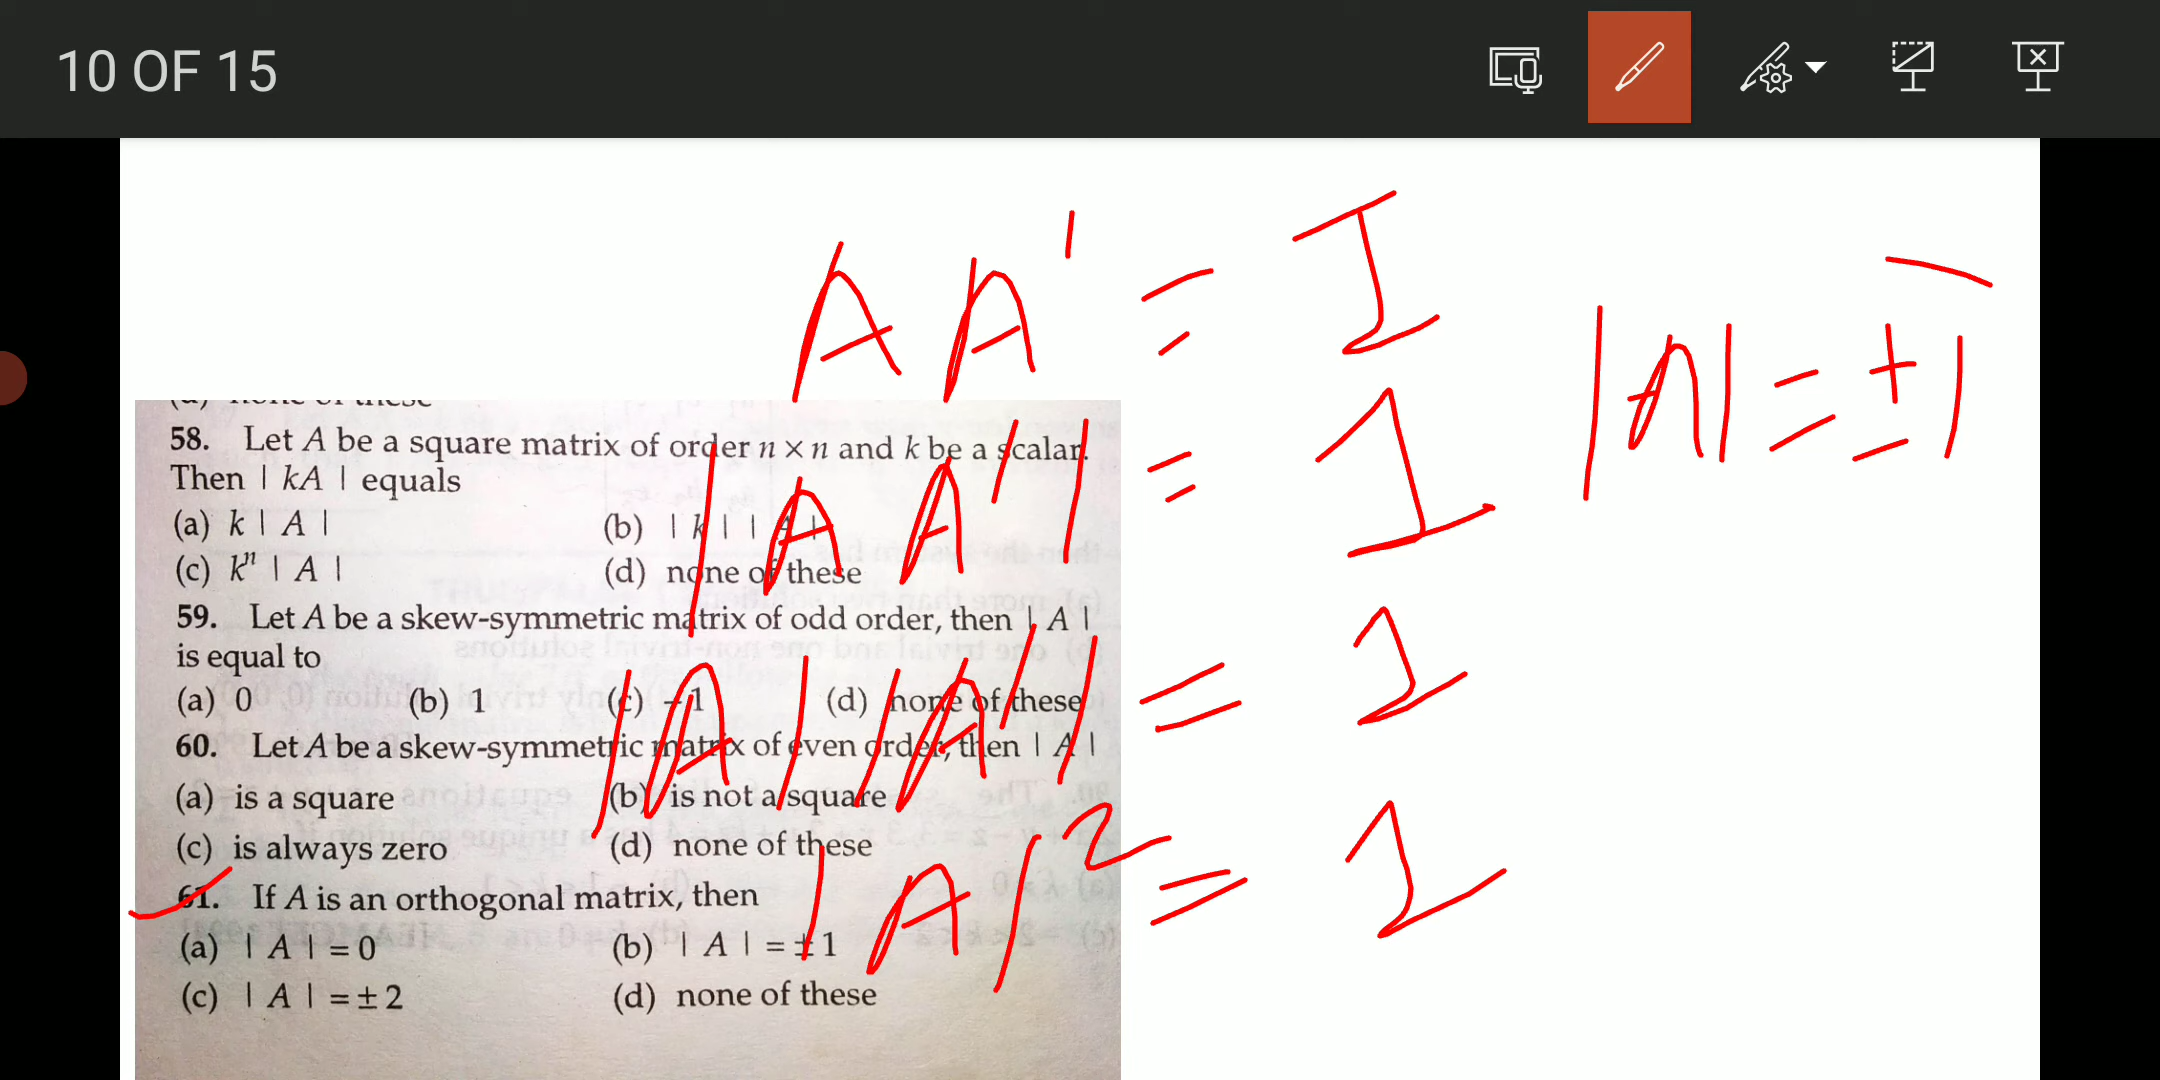 10 OF 15
A A' = I
|A A'| = 1
|A| = ±1
58. Let A be a square matrix of order n × n and k be a scalar.
Then | kA | equals
(a) k | A | (b) | k | | A |
(c) kⁿ | A | (d) none of these
59. Let A be a skew-symmetric matrix of odd order, then | A |
is equal to
(a) 0 (b) 1 (c) –1 (d) none of these
|A| |A'| = 1
60. Let A be a skew-symmetric matrix of even order, then | A |
(a) is a square (b) is not a square
(c) is always zero (d) none of these
|A|² = 1
61. If A is an orthogonal matrix, then
(a) | A | = 0 (b) | A | = ± 1
(c) | A | = ± 2 (d) none of these